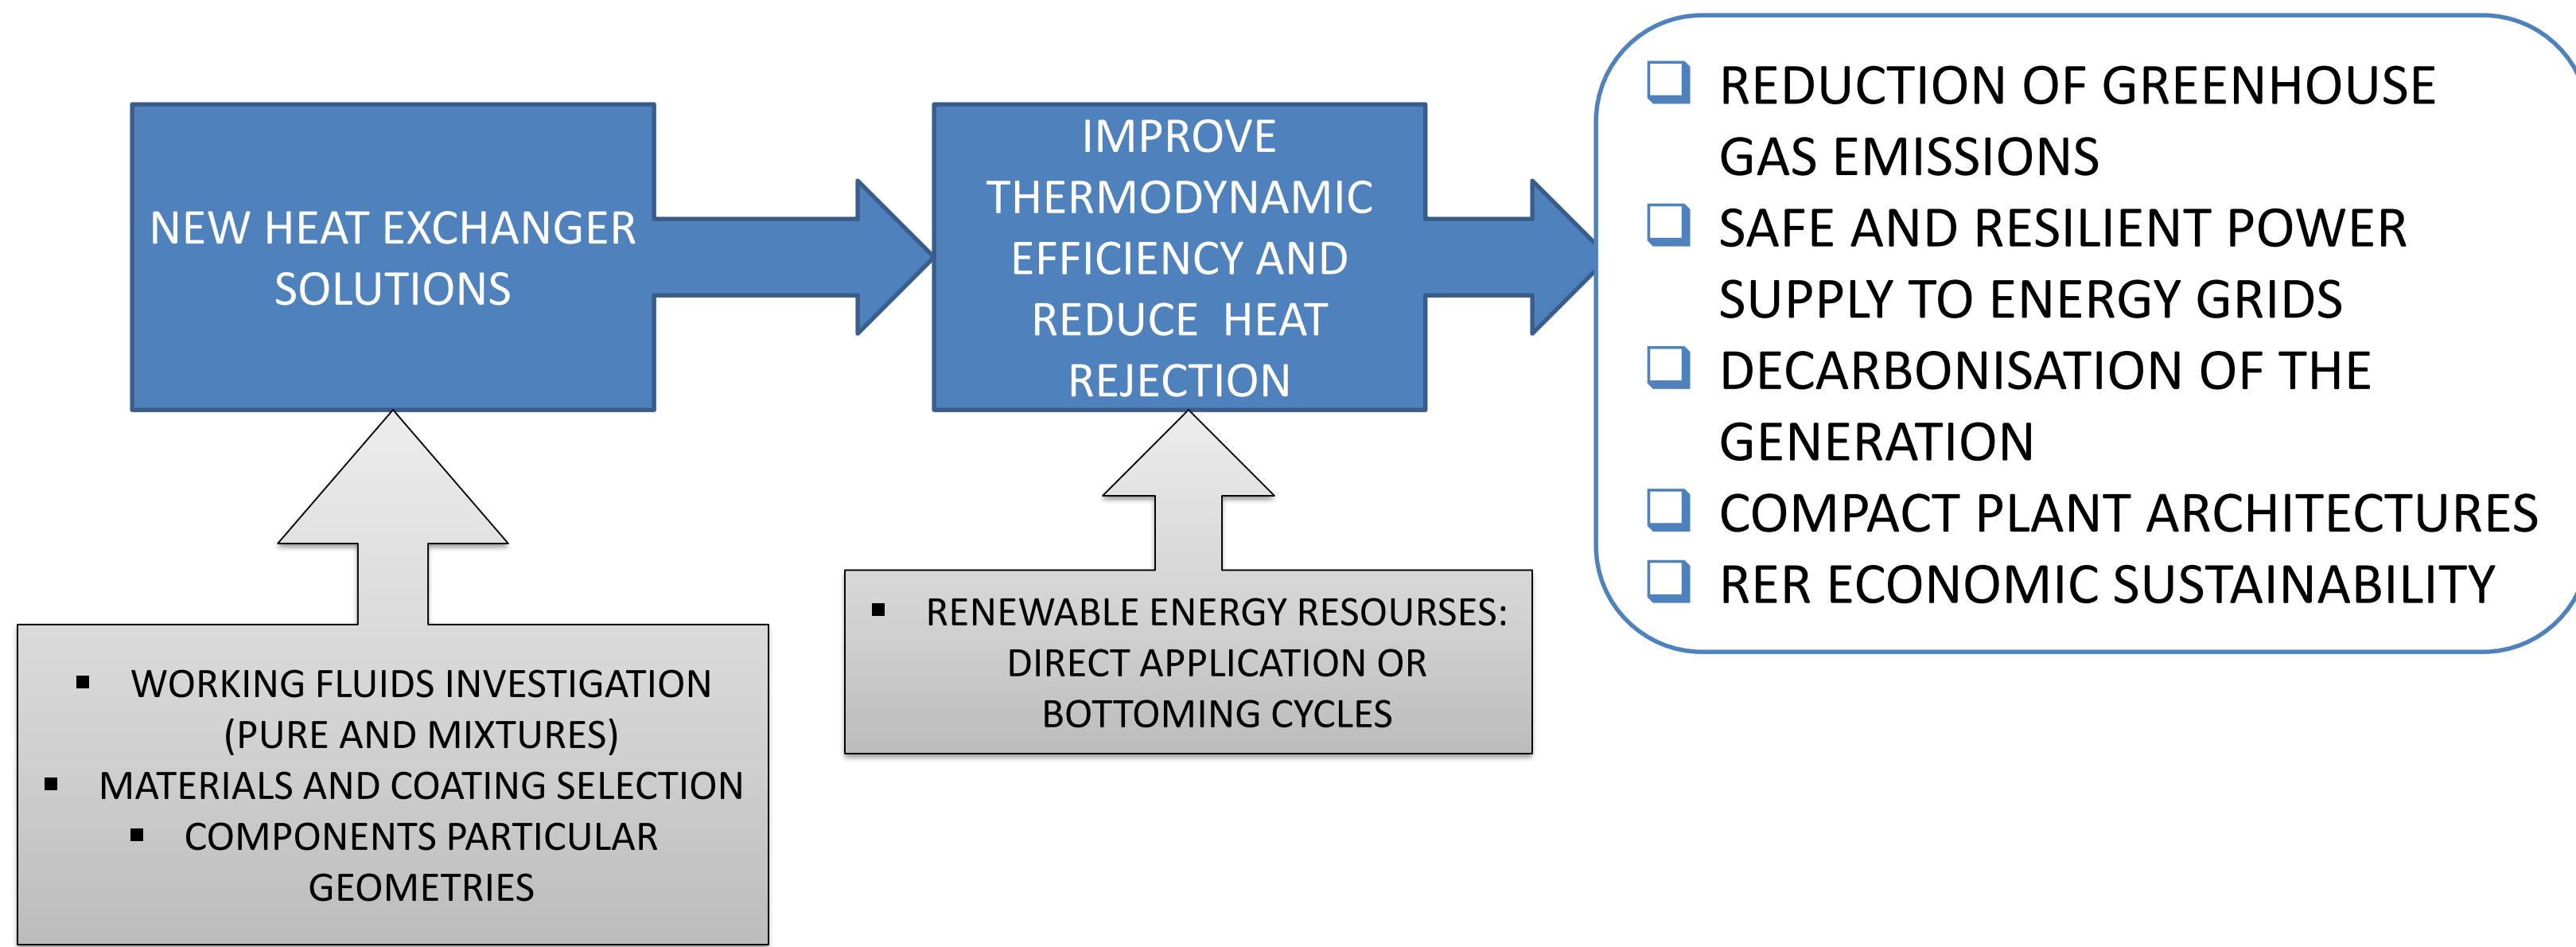 NEW HEAT EXCHANGER
SOLUTIONS
IMPROVE
THERMODYNAMIC
EFFICIENCY AND
REDUCE HEAT
REJECTION
REDUCTION OF GREENHOUSE
GAS EMISSIONS
SAFE AND RESILIENT POWER
SUPPLY TO ENERGY GRIDS
DECARBONISATION OF THE
GENERATION
COMPACT PLANT ARCHITECTURES
RER ECONOMIC SUSTAINABILITY
WORKING FLUIDS INVESTIGATION
(PURE AND MIXTURES)
MATERIALS AND COATING SELECTION
COMPONENTS PARTICULAR
GEOMETRIES
RENEWABLE ENERGY RESOURSES:
DIRECT APPLICATION OR
BOTTOMING CYCLES